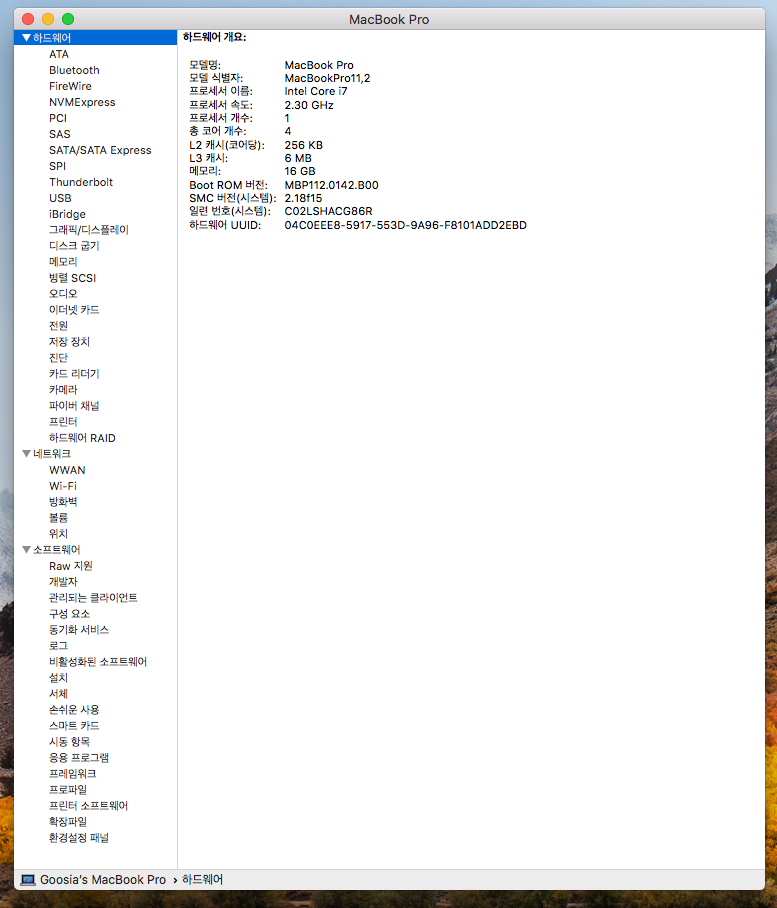 MacBook Pro
하드웨어
ATA
Bluetooth
FireWire
NVMExpress
PCI
SAS
SATA/SATA Express
SPI
Thunderbolt
USB
iBridge
그래픽/디스플레이
디스크 굽기
메모리
병렬 SCSI
오디오
이더넷 카드
전원
저장 장치
진단
카드 리더기
카메라
파이버 채널
프린터
하드웨어 RAID
네트워크
WWAN
Wi-Fi
방화벽
볼륨
위치
소프트웨어
Raw 지원
개발자
관리되는 클라이언트
구성 요소
동기화 서비스
로그
비활성화된 소프트웨어
설치
서체
손쉬운 사용
스마트 카드
시동 항목
응용 프로그램
프레임워크
프로파일
프린터 소프트웨어
확장파일
환경설정 패널
하드웨어 개요:
모델명: MacBook Pro
모델 식별자: MacBookPro11,2
프로세서 이름: Intel Core i7
프로세서 속도: 2.30 GHz
프로세서 개수: 1
총 코어 개수: 4
L2 캐시(코어당): 256 KB
L3 캐시: 6 MB
메모리: 16 GB
Boot ROM 버전: MBP112.0142.B00
SMC 버전(시스템): 2.18f15
일련 번호(시스템): C02LSHACG86R
하드웨어 UUID: 04C0EEE8-5917-553D-9A96-F8101ADD2EBD
Goosia's MacBook Pro › 하드웨어